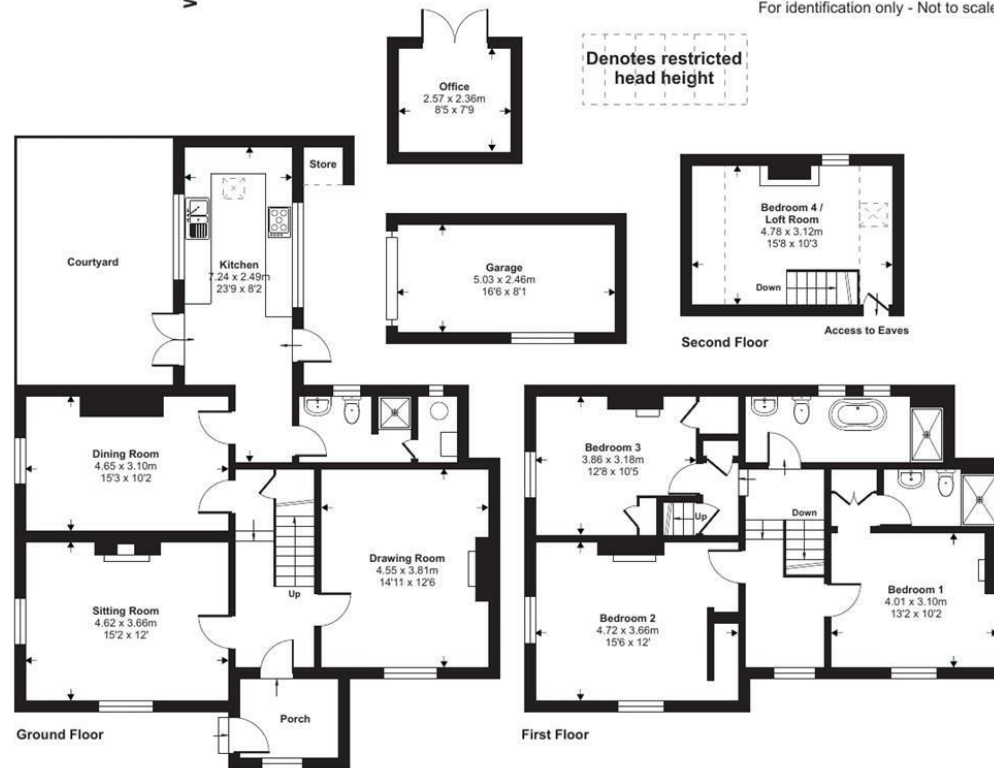 For identification only - Not to scale
Denotes restricted
head height
Office
2.57 x 2.36m
8'5 x 7'9
Store
Courtyard
Kitchen
7.24 x 2.49m
23'9 x 8'2
Garage
5.03 x 2.46m
16'6 x 8'1
Bedroom 4 /
Loft Room
4.78 x 3.12m
15'8 x 10'3
Down
Access to Eaves
Second Floor
Dining Room
4.65 x 3.10m
15'3 x 10'2
Sitting Room
4.62 x 3.66m
15'2 x 12'
Up
Drawing Room
4.55 x 3.81m
14'11 x 12'6
Porch
Ground Floor
Bedroom 3
3.86 x 3.18m
12'8 x 10'5
Up
Down
Bedroom 2
4.72 x 3.66m
15'6 x 12'
Bedroom 1
4.01 x 3.10m
13'2 x 10'2
First Floor